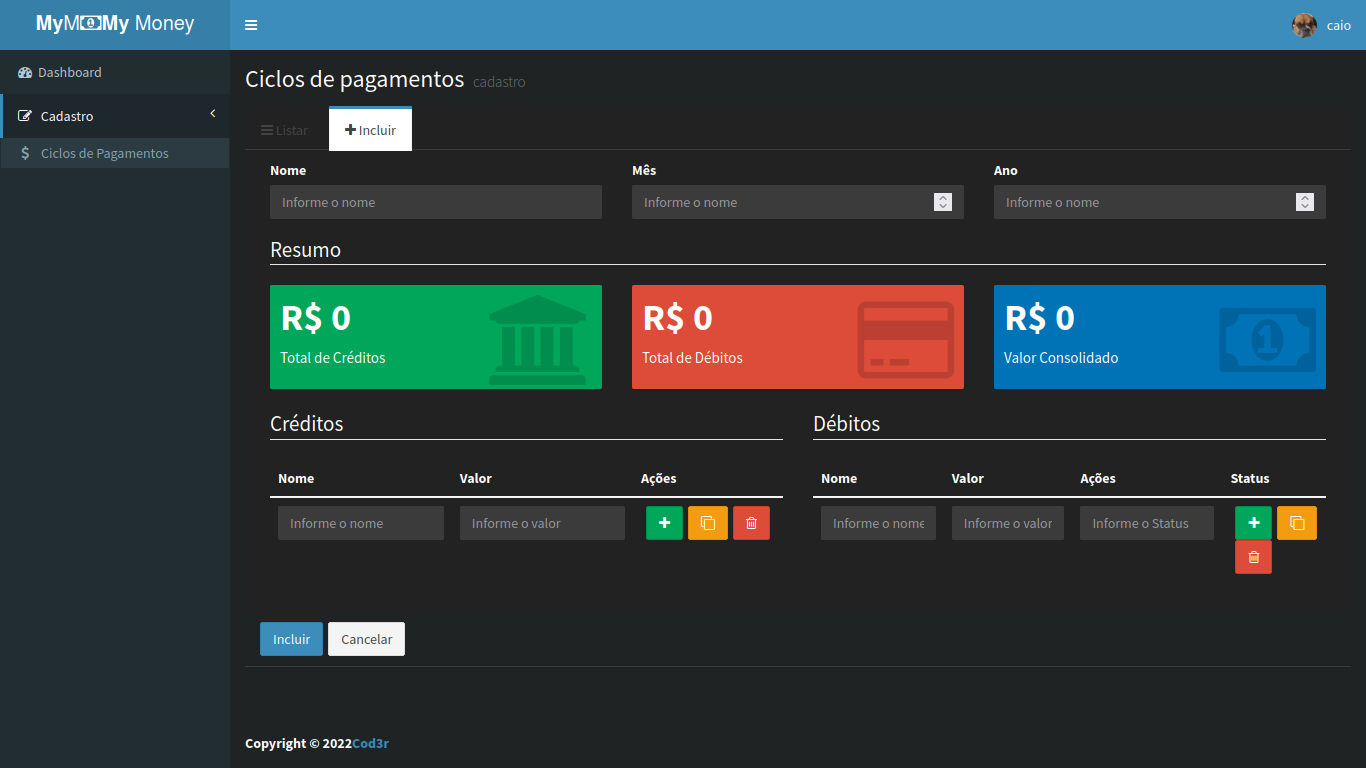 MyM1My Money
caio
Dashboard
Cadastro
Ciclos de Pagamentos
Ciclos de pagamentos cadastro
Listar Incluir
Nome Mês Ano
Informe o nome Informe o nome Informe o nome
Resumo
R$ 0 R$ 0 R$ 0
Total de Créditos Total de Débitos Valor Consolidado
Créditos Débitos
Nome Valor Ações Nome Valor Ações Status
Informe o nome Informe o valor Informe o nome Informe o valor Informe o Status
Incluir Cancelar
Copyright © 2022Cod3r